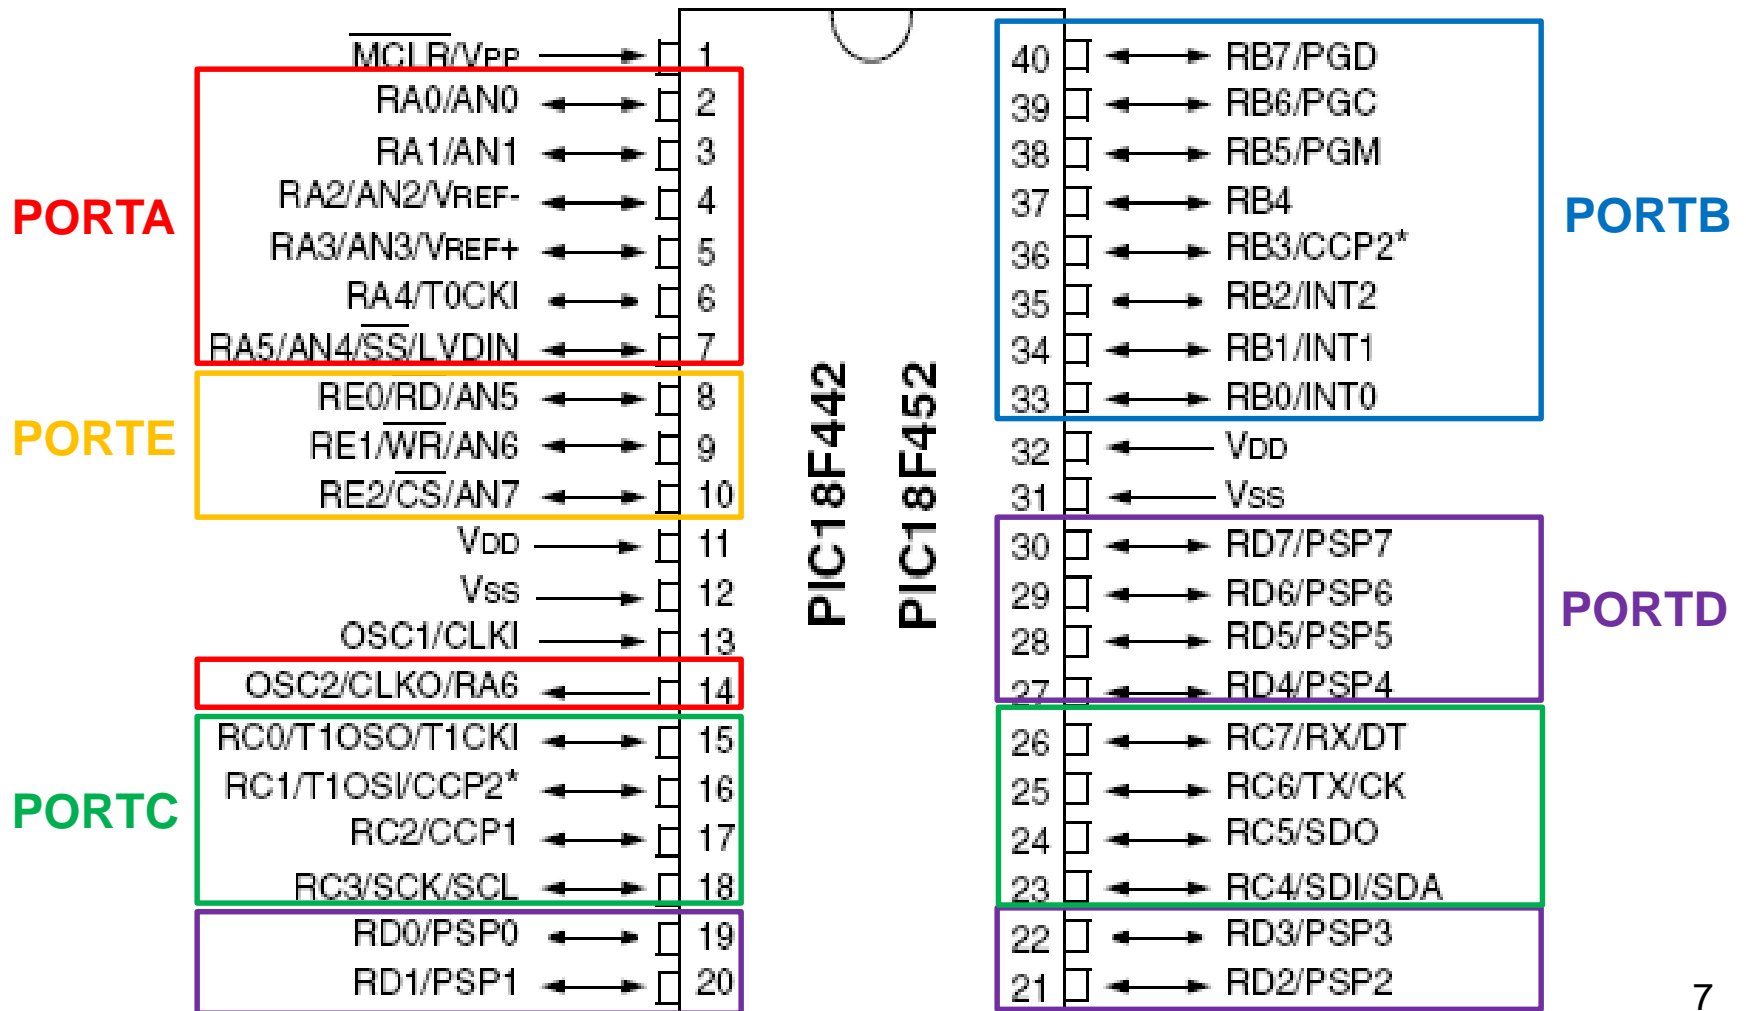 MCLR/VPP 1
RA0/AN0 2
RA1/AN1 3
RA2/AN2/VREF- 4
RA3/AN3/VREF+ 5
RA4/T0CKI 6
RA5/AN4/SS/LVDIN 7
PORTA
RE0/RD/AN5 8
RE1/WR/AN6 9
RE2/CS/AN7 10
PORTE
VDD 11
VSS 12
OSC1/CLKI 13
OSC2/CLKO/RA6 14
RC0/T1OSO/T1CKI 15
RC1/T1OSI/CCP2* 16
RC2/CCP1 17
RC3/SCK/SCL 18
PORTC
RD0/PSP0 19
RD1/PSP1 20
PIC18F442
PIC18F452
40 RB7/PGD
39 RB6/PGC
38 RB5/PGM
37 RB4
36 RB3/CCP2*
35 RB2/INT2
34 RB1/INT1
33 RB0/INT0
PORTB
32 VDD
31 VSS
30 RD7/PSP7
29 RD6/PSP6
28 RD5/PSP5
27 RD4/PSP4
PORTD
26 RC7/RX/DT
25 RC6/TX/CK
24 RC5/SDO
23 RC4/SDI/SDA
22 RD3/PSP3
21 RD2/PSP2
7